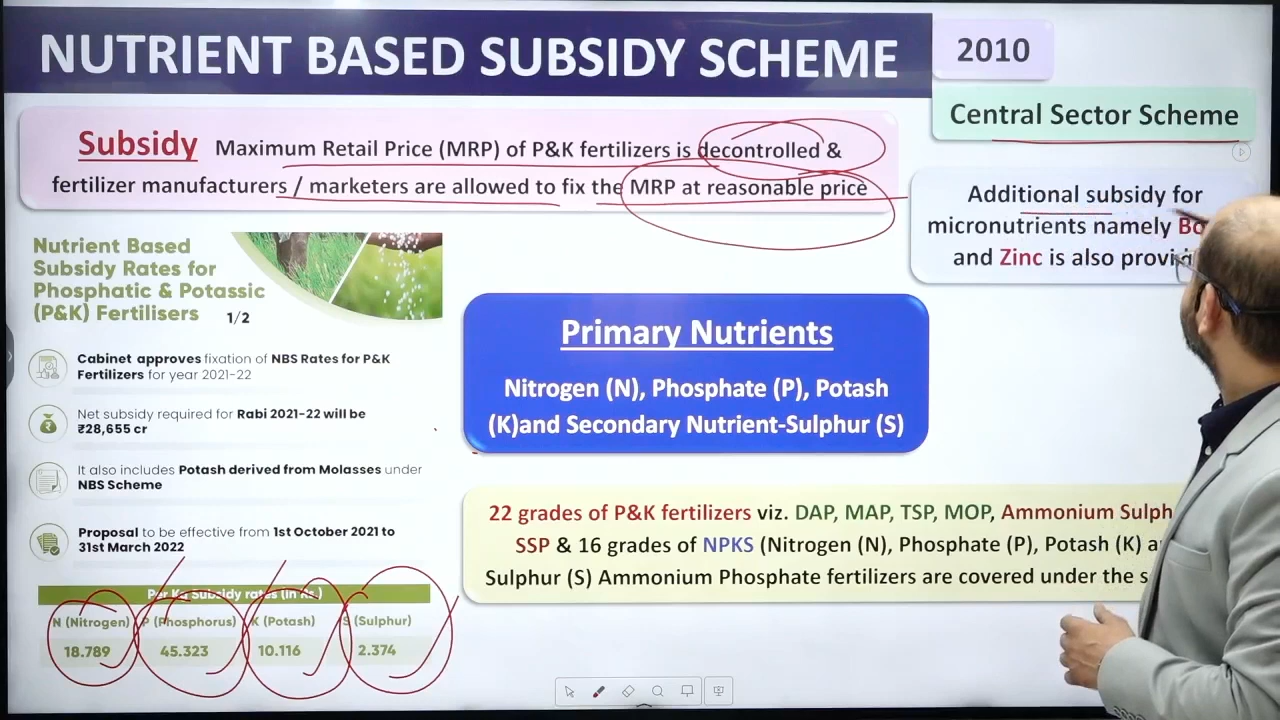 NUTRIENT BASED SUBSIDY SCHEME
2010
Central Sector Scheme
Subsidy Maximum Retail Price (MRP) of P&K fertilizers is decontrolled &
fertilizer manufacturers / marketers are allowed to fix the MRP at reasonable price
Additional subsidy for
micronutrients namely
and Zinc is also
Nutrient Based
Subsidy Rates for
Phosphatic & Potassic
(P&K) Fertilisers 1/2
Cabinet approves fixation of NBS Rates for P&K
Fertilizers for year 2021-22
Net subsidy required for Rabi 2021-22 will be
₹28,655 cr
It also includes Potash derived from Molasses under
NBS Scheme
Proposal to be effective from 1st October 2021 to
31st March 2022
Per Kg Subsidy rates (in Rs.)
N (Nitrogen) P (Phosphorus) K (Potash) S (Sulphur)
18.789 45.323 10.116 2.374
Primary Nutrients
Nitrogen (N), Phosphate (P), Potash
(K)and Secondary Nutrient-Sulphur (S)
22 grades of P&K fertilizers viz. DAP, MAP, TSP, MOP, Ammonium
SSP & 16 grades of NPKS (Nitrogen (N), Phosphate (P), Potash (K)
Sulphur (S) Ammonium Phosphate fertilizers are covered under the